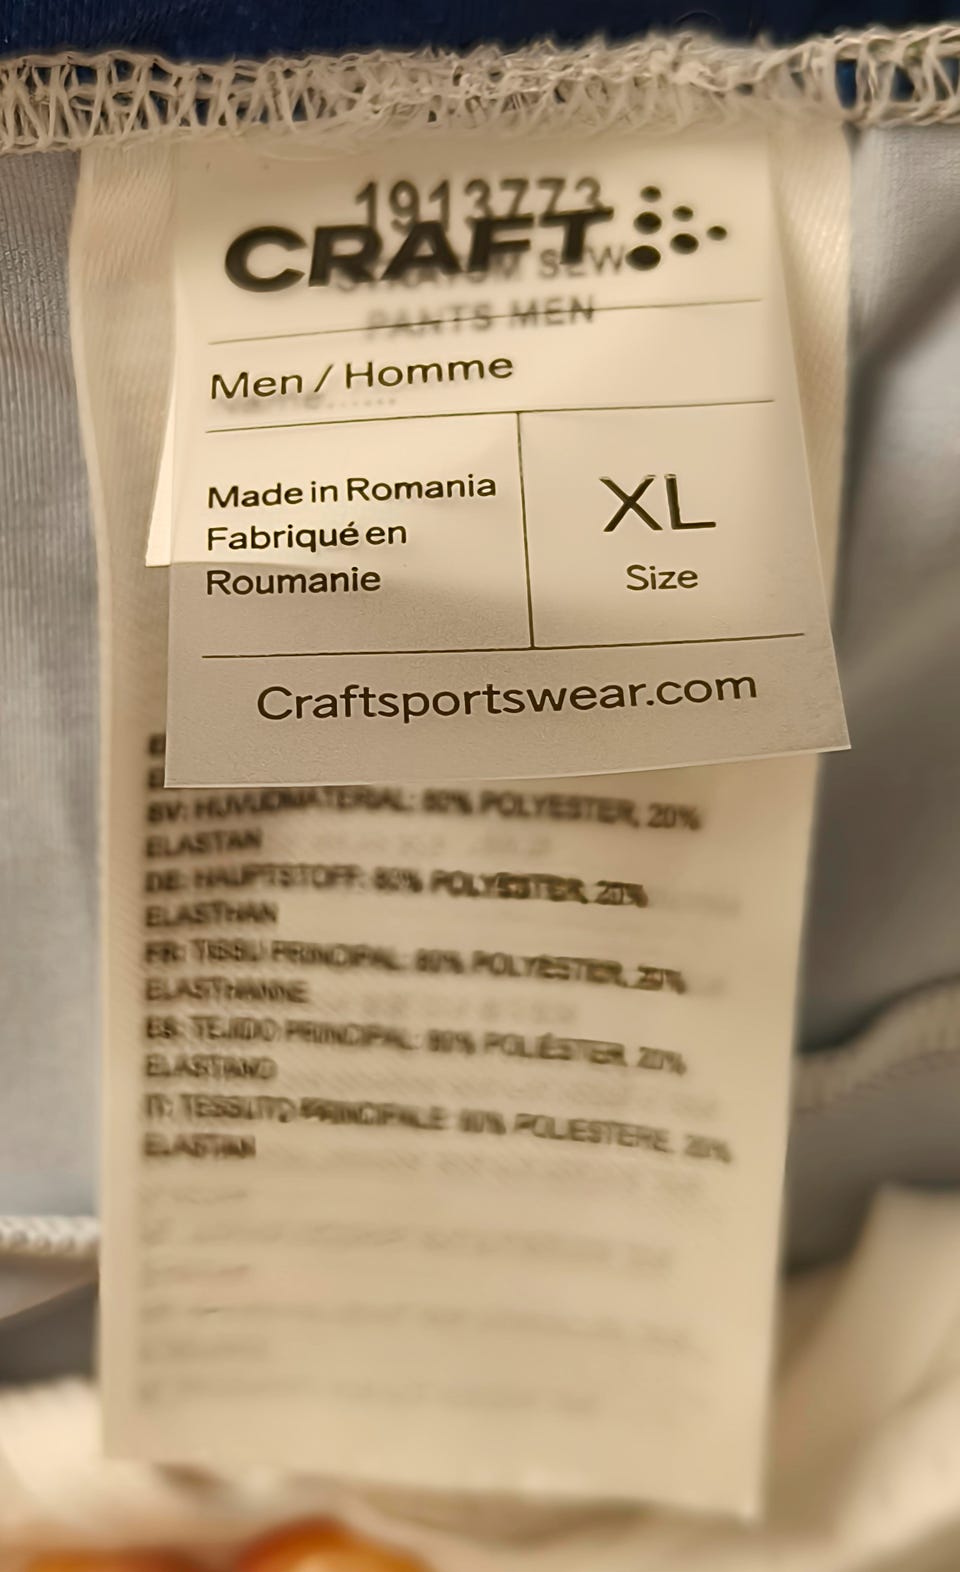 1913773
CRAFT
SEW
PANTS MEN
Men / Homme
Made in Romania
Fabriqué en
Roumanie
XL
Size
Craftsportswear.com
SV: HUVUDMATERIAL: 80% POLYESTER, 20%
ELASTAN
DE: HAUPTSTOFF: 80% POLYESTER, 20%
ELASTHAN
FR: TISSU PRINCIPAL: 80% POLYESTER, 20%
ELASTHANNE
ES: TEJIDO PRINCIPAL: 80% POLIÉSTER, 20%
ELASTANO
IT: TESSUTO PRINCIPALE: 80% POLIESTERE, 20%
ELASTAN